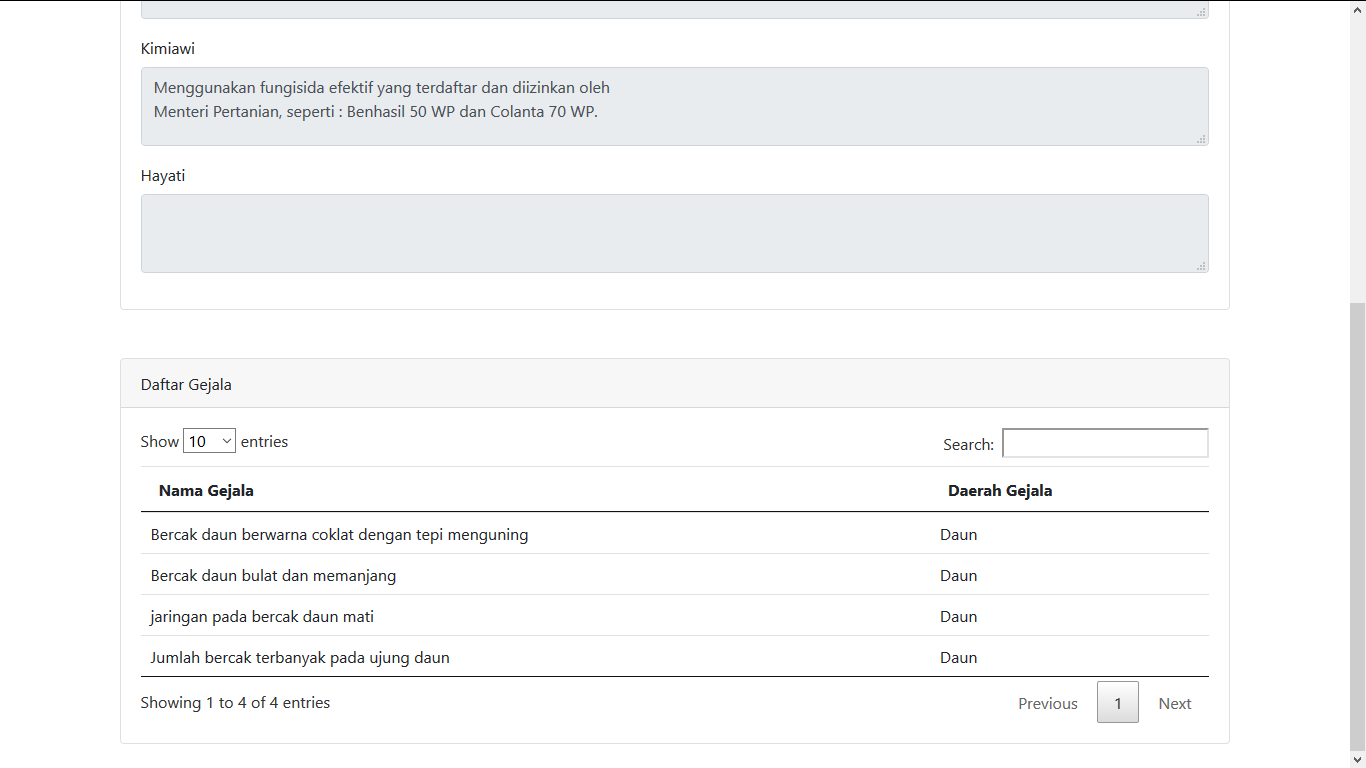 Kimiawi
Menggunakan fungisida efektif yang terdaftar dan diizinkan oleh
Menteri Pertanian, seperti : Benhasil 50 WP dan Colanta 70 WP.
Hayati
Daftar Gejala
Show 10 entries
Search:
Nama Gejala Daerah Gejala
Bercak daun berwarna coklat dengan tepi menguning Daun
Bercak daun bulat dan memanjang Daun
jaringan pada bercak daun mati Daun
Jumlah bercak terbanyak pada ujung daun Daun
Showing 1 to 4 of 4 entries
Previous 1 Next